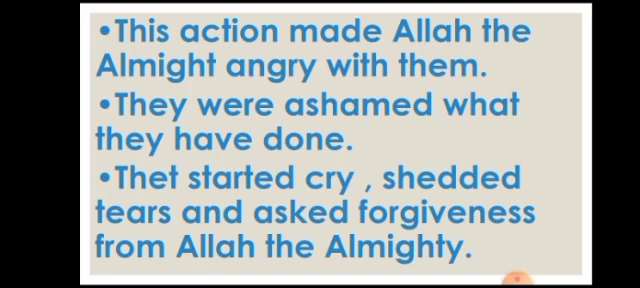 •This action made Allah the
Almight angry with them.
•They were ashamed what
they have done.
•Thet started cry , shedded
tears and asked forgiveness
from Allah the Almighty.